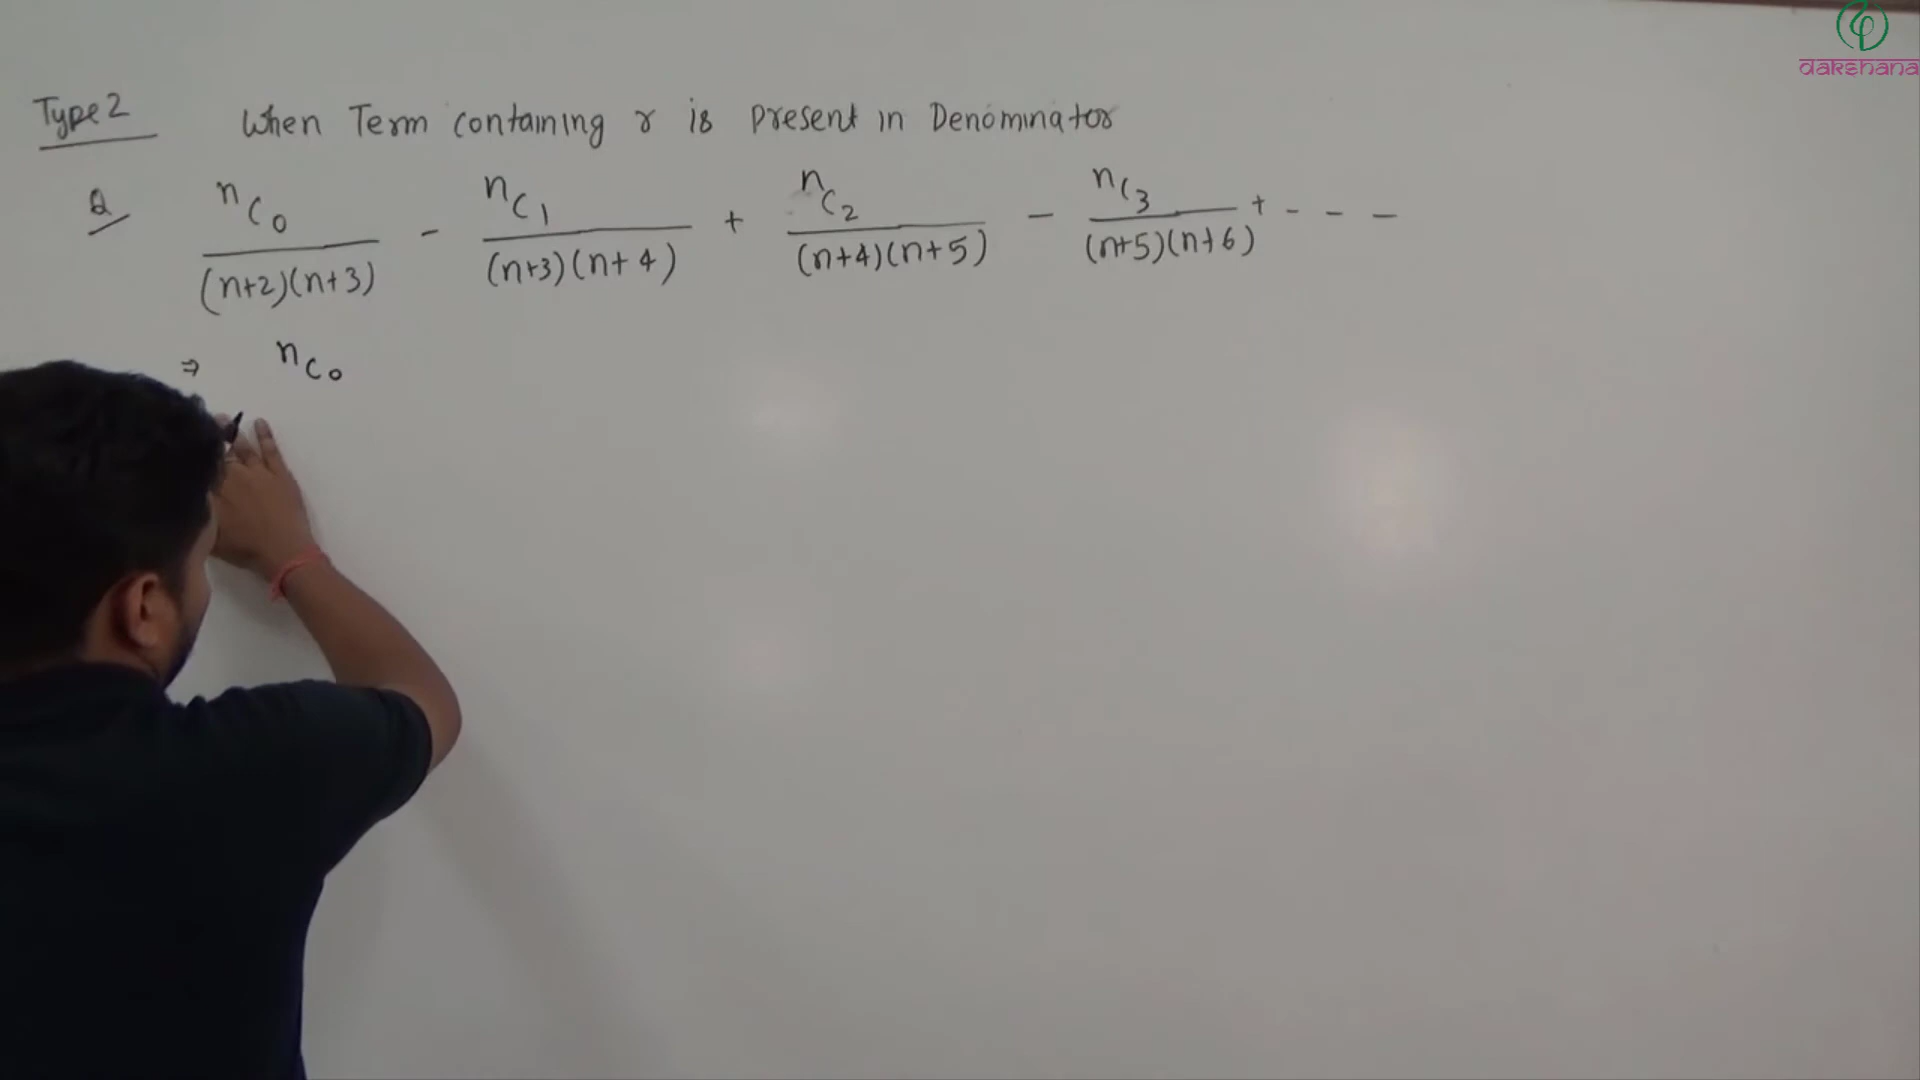 dakshana
Type 2 When Term containing r is present in Denominator
Q nC0/(n+2)(n+3) - nC1/(n+3)(n+4) + nC2/(n+4)(n+5) - nC3/(n+5)(n+6) + - - -
⇒ nC0